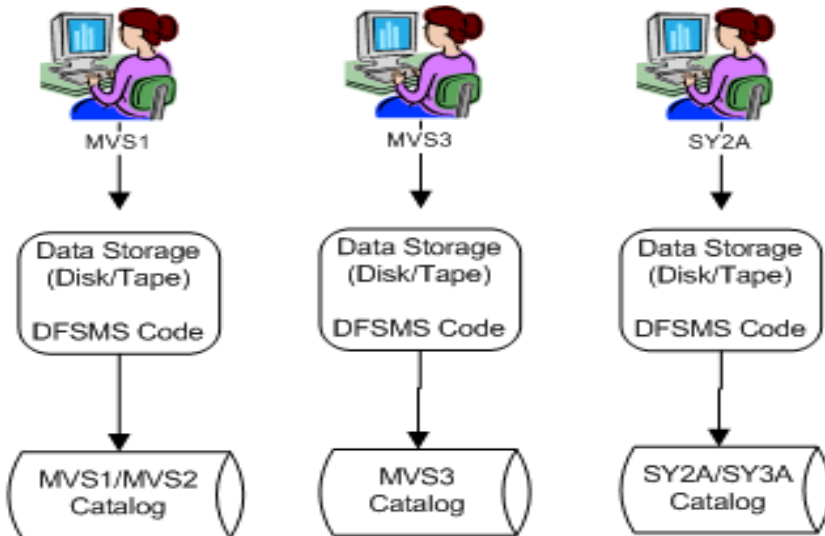 MVS1
MVS3
SY2A
Data Storage
(Disk/Tape)
DFSMS Code
Data Storage
(Disk/Tape)
DFSMS Code
Data Storage
(Disk/Tape)
DFSMS Code
MVS1/MVS2
Catalog
MVS3
Catalog
SY2A/SY3A
Catalog